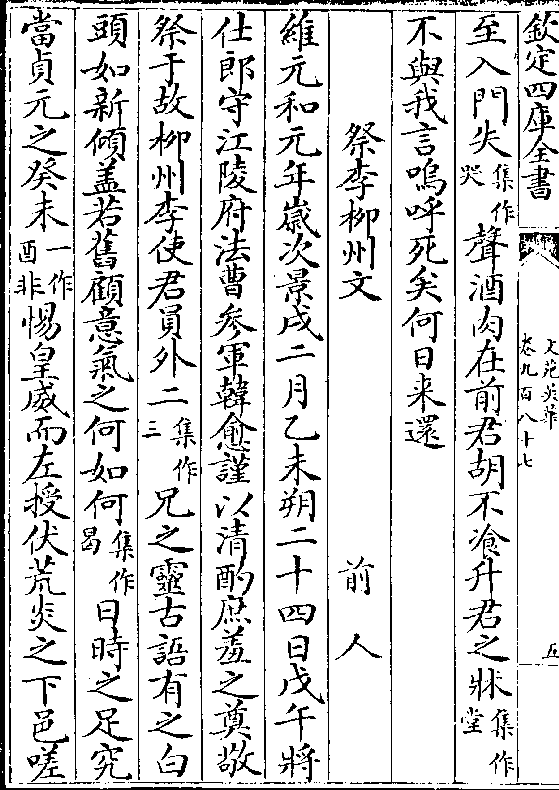 欽定四庫全書
文苑英華
卷九百八十七
五
至入門失集作哭聲酒肉在前君胡不飡升君之牀集作堂
不與我言嗚呼死矣何日来還
祭李柳州文 前人
維元和元年嵗次景戌二月乙未朔二十四日戊午將
仕郎守江陵府法曹參軍韓愈謹以清酌庶羞之奠敬
祭于故柳州李使君員外二集作三兄之靈古語有之白
頭如新傾盖若舊顧意氣之何如何集作曷日時之足究
當貞元之癸未一作酉非惕皇威而左授伏荒炎之下邑嗟